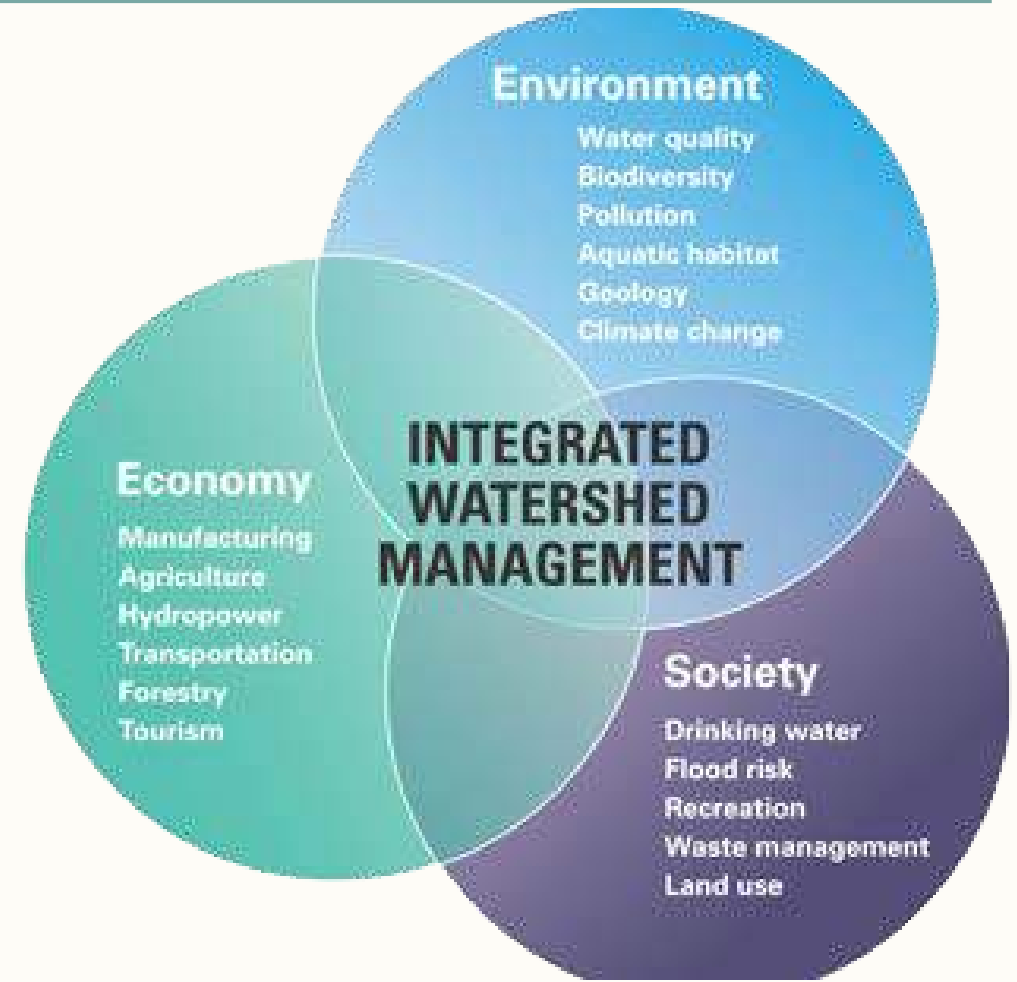 Environment
Water quality
Biodiversity
Pollution
Aquatic habitat
Geology
Climate change
INTEGRATED
WATERSHED
MANAGEMENT
Economy
Manufacturing
Agriculture
Hydropower
Transportation
Forestry
Tourism
Society
Drinking water
Flood risk
Recreation
Waste management
Land use